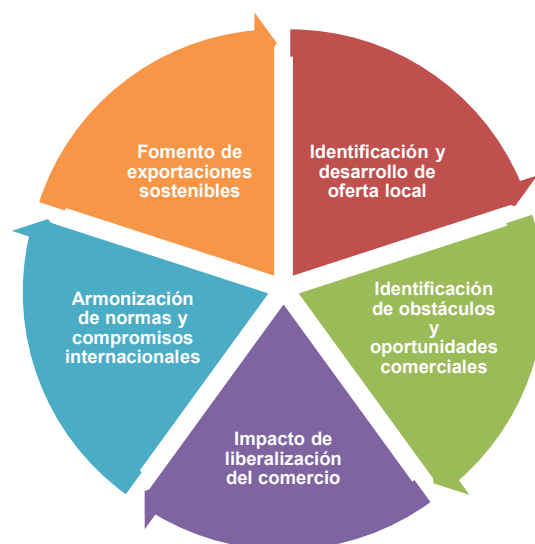 Fomento de
exportaciones
sostenibles
Identificación y
desarrollo de
oferta local
Identificación
de obstáculos
y
oportunidades
comerciales
Impacto de
liberalización
del comercio
Armonización
de normas y
compromisos
internacionales